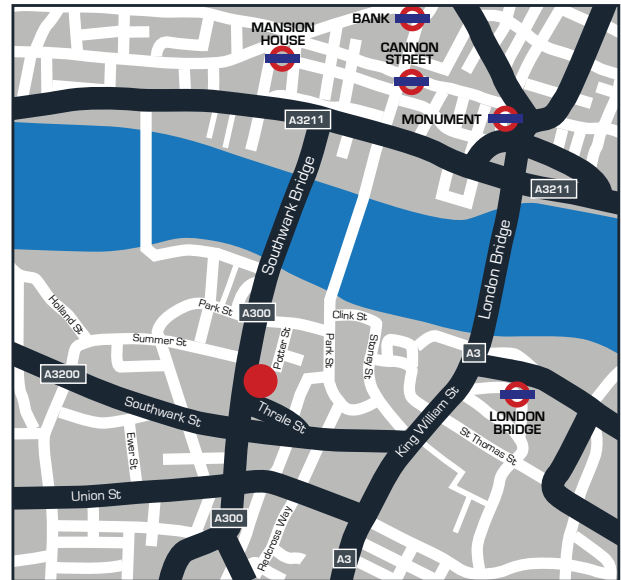 BANK
MANSION
HOUSE
CANNON
STREET
MONUMENT
A3211
A3211
Southwark Bridge
London Bridge
Holland St
Park St
A300
Clink St
Summer St
Potter St
Park St
Stoney St
A3
A3200
Southwark St
Thrale St
King William St
LONDON
BRIDGE
St Thomas St
Ewer St
Union St
A300
Redcross Way
A3